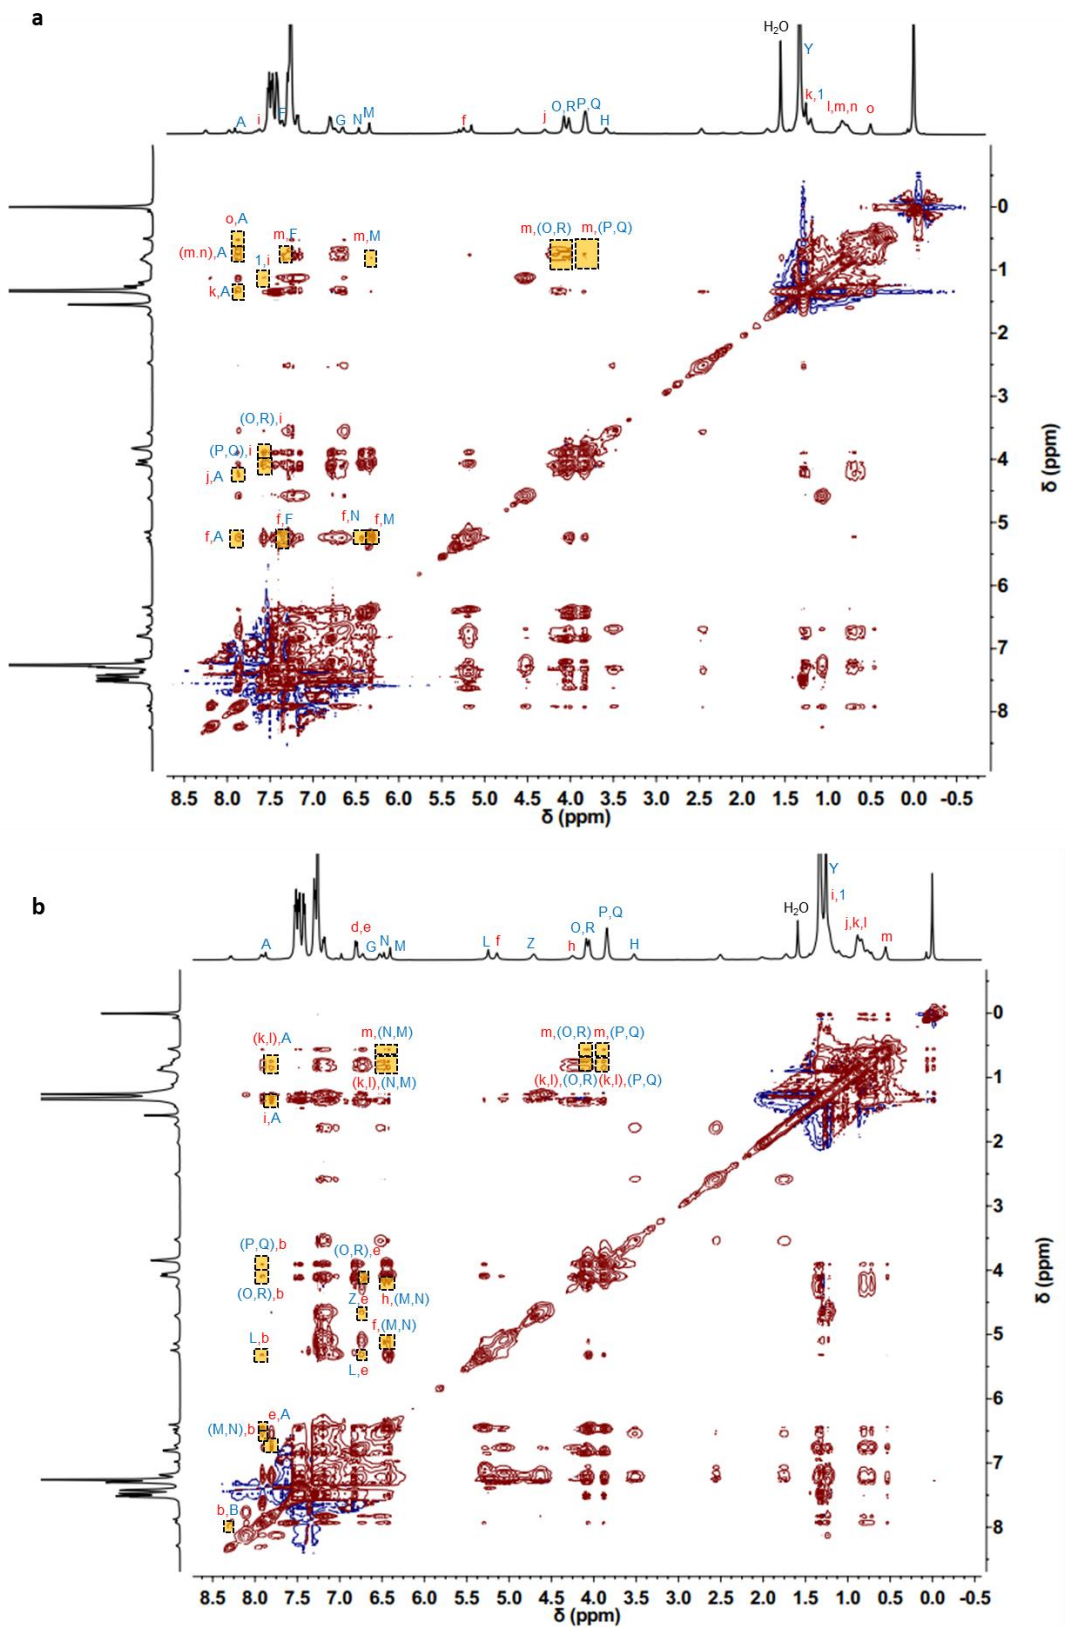 a
H2O
Y
k,1
l,m,n
o
A
i
F
G
N
M
f
j
O,R
P,Q
H
o,A
(m.n),A
m,F
1,i
k,A
m,M
m,(O,R)
m,(P,Q)
(O,R),i
(P,Q),i
j,A
f,A
f,F
f,N
f,M
0
1
2
3
4
5
6
7
8
δ (ppm)
8.5 8.0 7.5 7.0 6.5 6.0 5.5 5.0 4.5 4.0 3.5 3.0 2.5 2.0 1.5 1.0 0.5 0.0 -0.5
δ (ppm)
b
Y
i,1
H2O
j,k,l
m
A
d,e
G
N
M
L
f
Z
h
O,R
P,Q
H
(k,l),A
i,A
m,(N,M)
(k,l),(N,M)
m,(O,R)
m,(P,Q)
(k,l),(O,R)
(k,l),(P,Q)
(P,Q),b
(O,R),b
(O,R),e
Z,e
h,(M,N)
f,(M,N)
L,b
L,e
e,A
(M,N),b
b,B
0
1
2
3
4
5
6
7
8
δ (ppm)
8.5 8.0 7.5 7.0 6.5 6.0 5.5 5.0 4.5 4.0 3.5 3.0 2.5 2.0 1.5 1.0 0.5 0.0 -0.5
δ (ppm)